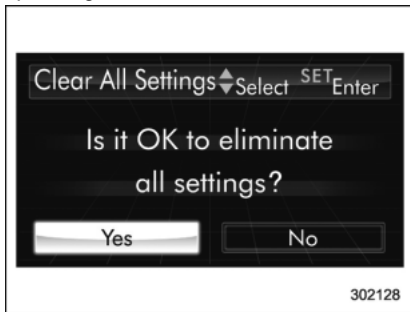 Clear All Settings Select SET Enter
Is it OK to eliminate
all settings?
Yes No
302128